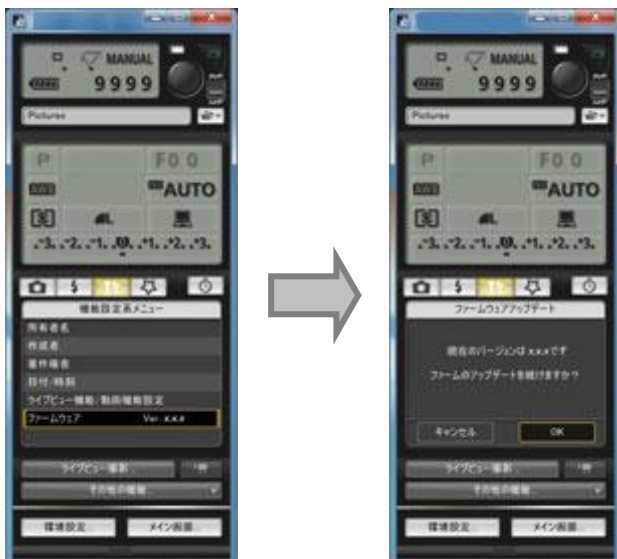 MANUAL
9999
Pictures
P F0.0
AWB AUTO
L
-3..-2..-1..0..+1..+2..+3.
機能設定系メニュー
所有者名
作成者
著作権者
日付/時刻
ライブビュー機能/動画機能設定
ファームウェア Ver. x.x.x
ライブビュー撮影...
その他の機能...
環境設定... メイン画面...
MANUAL
9999
Pictures
P F0.0
AWB AUTO
L
-3..-2..-1..0..+1..+2..+3.
ファームウェアアップデート
現在のバージョンは x.x.xです
ファームのアップデートを続けますか?
キャンセル OK
ライブビュー撮影...
その他の機能...
環境設定... メイン画面...